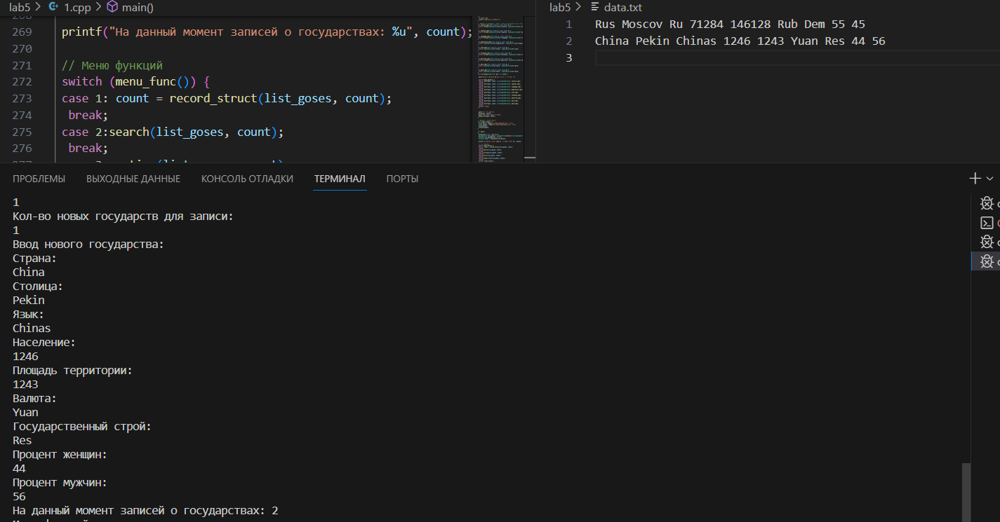 lab5 > 1.cpp > main()
269 printf("На данный момент записей о государствах: %u", count);
270
271 // Меню функций
272 switch (menu_func()) {
273 case 1: count = record_struct(list_goses, count);
274 break;
275 case 2:search(list_goses, count);
276 break;
lab5 > data.txt
1 Rus Moscov Ru 71284 146128 Rub Dem 55 45
2 China Pekin Chinas 1246 1243 Yuan Res 44 56
3
ПРОБЛЕМЫ ВЫХОДНЫЕ ДАННЫЕ КОНСОЛЬ ОТЛАДКИ ТЕРМИНАЛ ПОРТЫ
1
Кол-во новых государств для записи:
1
Ввод нового государства:
Страна:
China
Столица:
Pekin
Язык:
Chinas
Население:
1246
Площадь территории:
1243
Валюта:
Yuan
Государственный строй:
Res
Процент женщин:
44
Процент мужчин:
56
На данный момент записей о государствах: 2